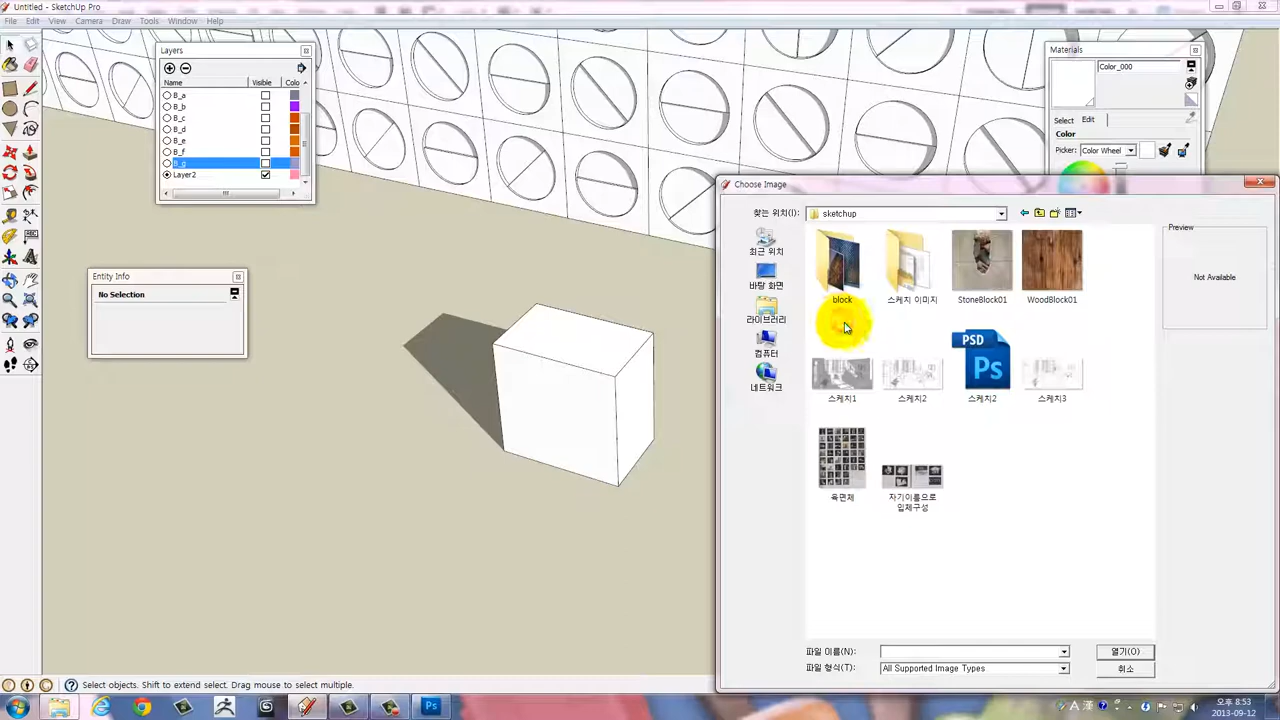 Untitled - SketchUp Pro
File Edit View Camera Draw Tools Window Help
Layers
Name Visible Colo
B_a
B_b
B_c
B_d
B_e
B_f
B_g
Layer2
Entity Info
No Selection
Materials
Color_000
Select Edit
Color
Picker: Color Wheel
Choose Image
찾는 위치(I): sketchup
최근 위치
바탕 화면
라이브러리
컴퓨터
네트워크
block 스케치 이미지 StoneBlock01 WoodBlock01
PSD
Ps
스케치1 스케치2 스케치2 스케치3
육면체 자기이름으로
입체구성
Preview
Not Available
파일 이름(N): 열기(O)
파일 형식(T): All Supported Image Types 취소
Select objects. Shift to extend select. Drag mouse to select multiple.
Ps
A 漢
오후 8:53
2013-09-12